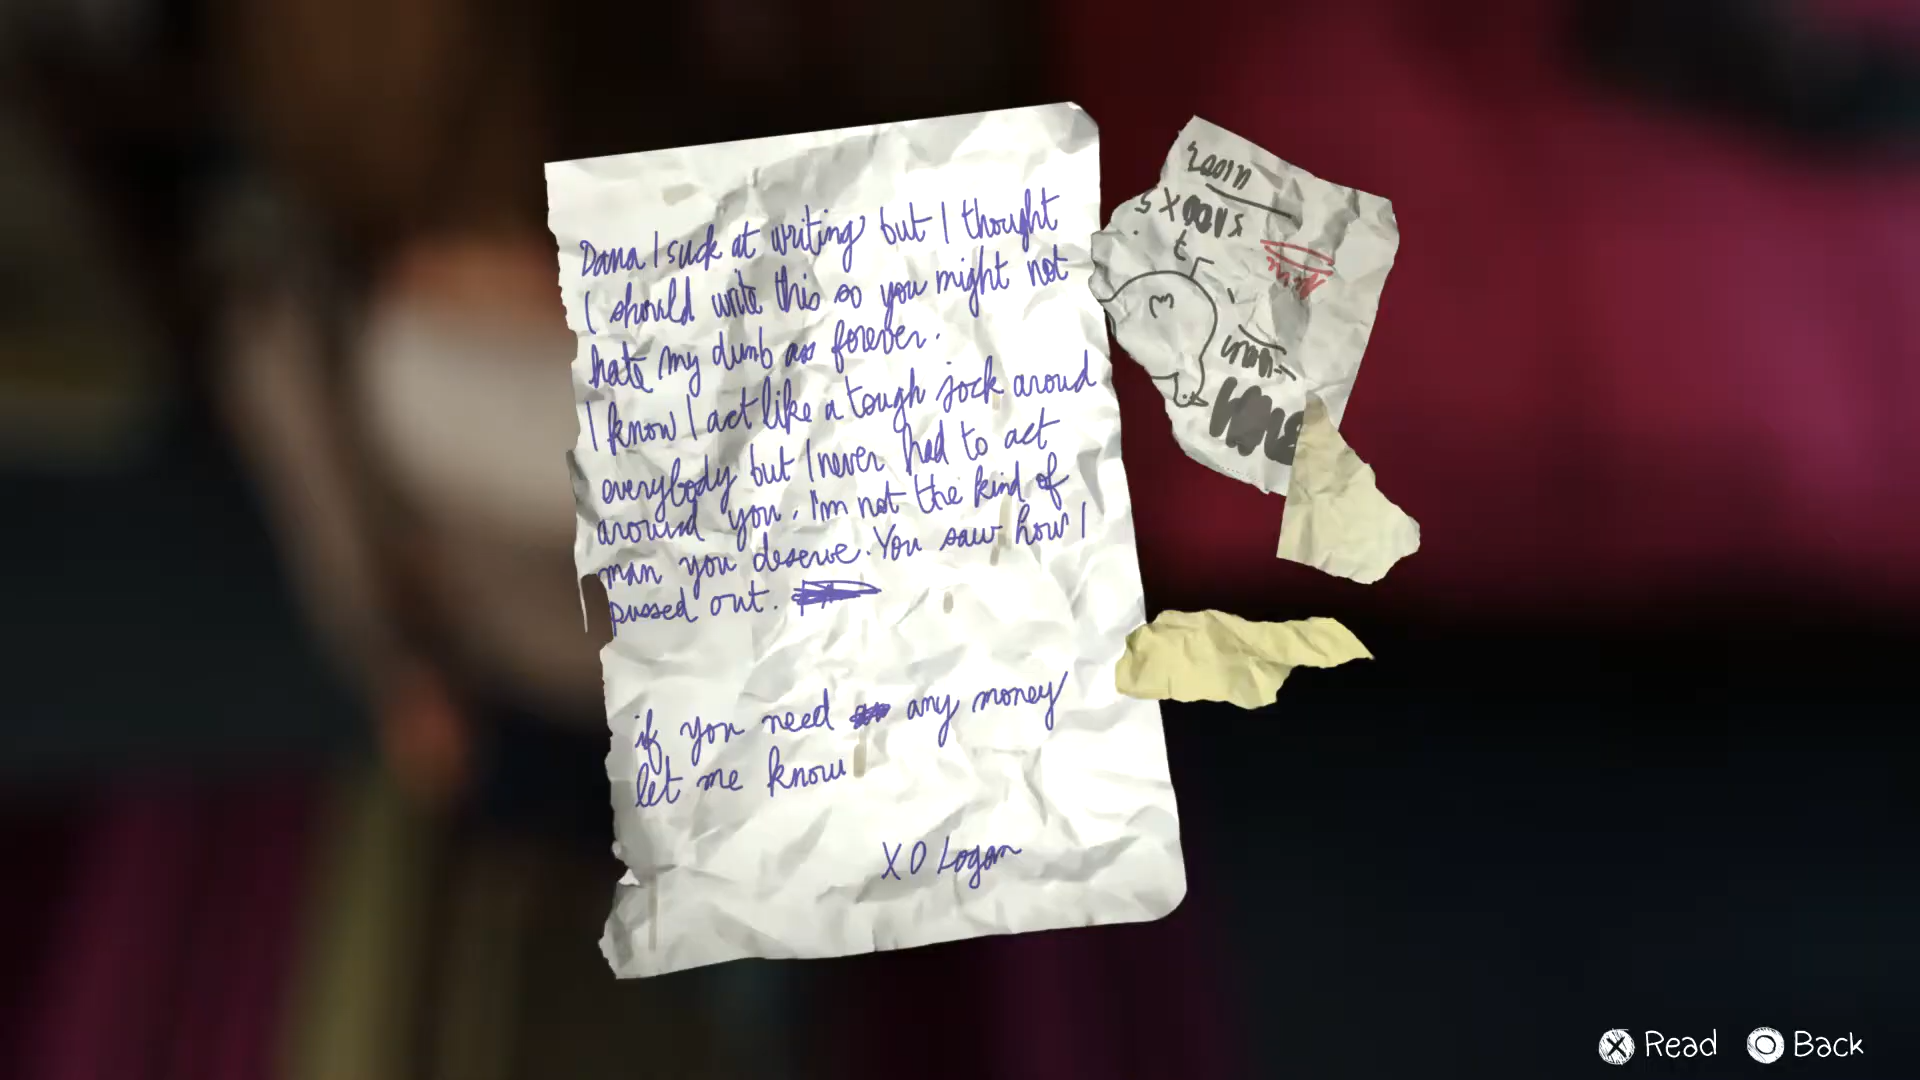 Dana I suck at writing but I thought
I should write this so you might not
hate my dumb ass forever.
I know I act like a tough jock aroud
everybody but I never had to act
around you. I'm not the kind of
man you deserve. You saw how I
pussed out.
if you need any money
let me know
XO Logan
Read Back